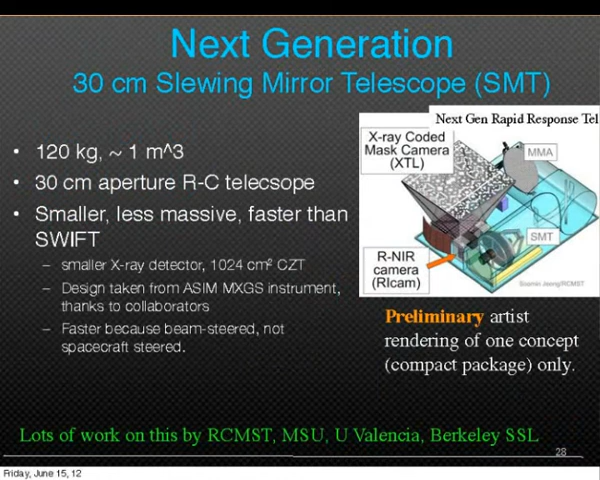 Next Generation
30 cm Slewing Mirror Telescope (SMT)
Next Gen Rapid Response Tel
X-ray Coded
Mask Camera
(XTL)
MMA
SMT
R-NIR
camera
(RIcam)
Soomin Jeong/RCMST
• 120 kg, ~ 1 m^3
• 30 cm aperture R-C telecsope
• Smaller, less massive, faster than
SWIFT
– smaller X-ray detector, 1024 cm² CZT
– Design taken from ASIM MXGS instrument,
thanks to collaborators
– Faster because beam-steered, not
spacecraft steered.
Preliminary artist
rendering of one concept
(compact package) only.
Lots of work on this by RCMST, MSU, U Valencia, Berkeley SSL
28
Friday, June 15, 12